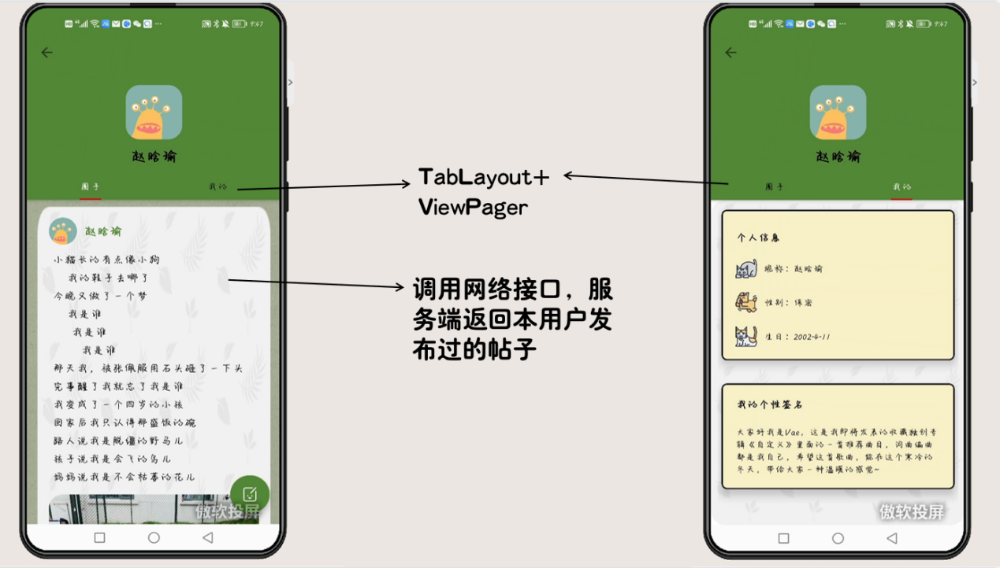 9:47
赵晗瑜
圈子
我的
赵晗瑜
小猫长的有点像小狗
我的鞋子去哪了
今晚又做了一个梦
我是谁
我是谁
我是谁
那天我，被张佩服用石头砸了一下头
完事醒了我就忘了我是谁
我变成了一个四岁的小孩
回家后我只认得那盛饭的碗
路人说我是脱缰的野马儿
孩子说我是会飞的鸟儿
妈妈说我是不会枯萎的花儿
傲软投屏
TabLayout+
ViewPager
调用网络接口，服
务端返回本用户发
布过的帖子
9:47
赵晗瑜
圈子
我的
个人信息
昵称：赵晗瑜
性别：保密
生日：2002-4-11
我的个性签名
大家好我是Vae，这是我即将发表的收藏独创专
辑《自定义》里面的一首推荐曲目，词曲编曲
都是我自己，希望这首歌曲，能在这个寒冷的
冬天，带给大家一种温暖的感觉~
傲软投屏